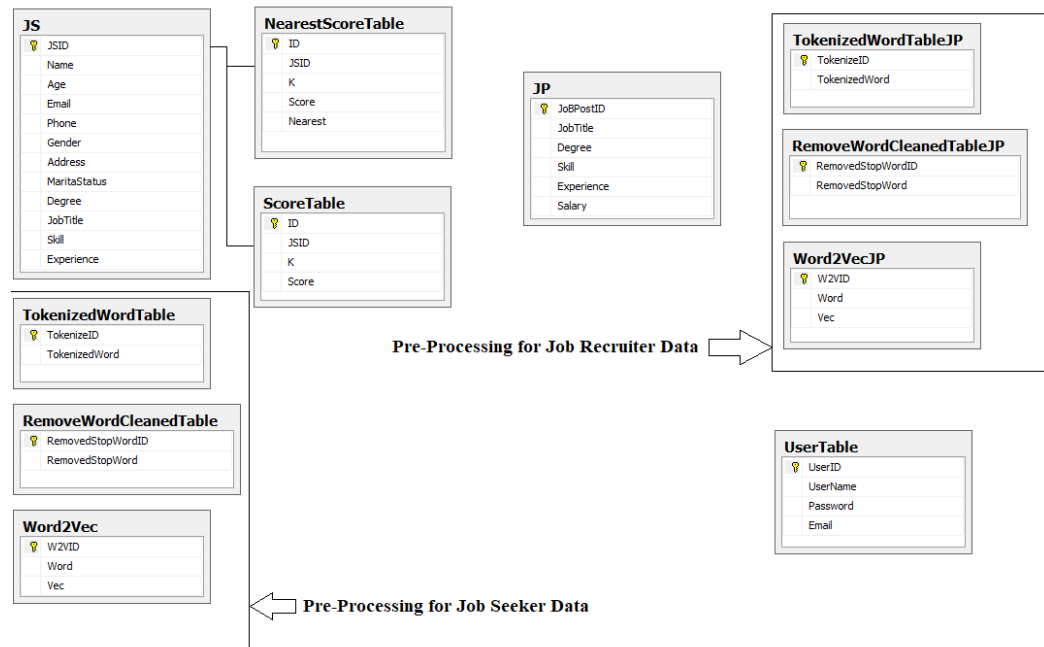 JS
JSID
Name
Age
Email
Phone
Gender
Address
MaritaStatus
Degree
JobTitle
Skill
Experience
NearestScoreTable
ID
JSID
K
Score
Nearest
ScoreTable
ID
JSID
K
Score
JP
JoBPostID
JobTitle
Degree
Skill
Experience
Salary
TokenizedWordTableJP
TokenizeID
TokenizedWord
RemoveWordCleanedTableJP
RemovedStopWordID
RemovedStopWord
Word2VecJP
W2VID
Word
Vec
Pre-Processing for Job Recruiter Data
TokenizedWordTable
TokenizeID
TokenizedWord
RemoveWordCleanedTable
RemovedStopWordID
RemovedStopWord
Word2Vec
W2VID
Word
Vec
Pre-Processing for Job Seeker Data
UserTable
UserID
UserName
Password
Email